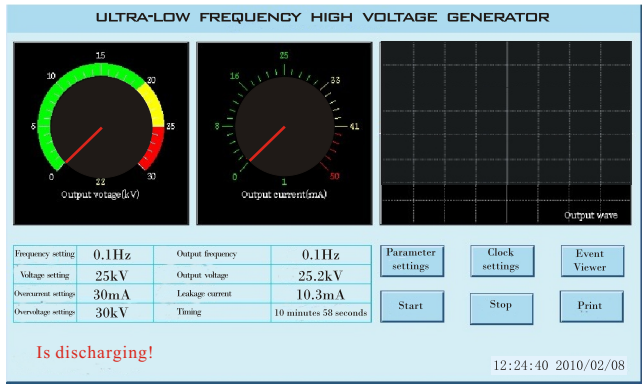 ULTRA-LOW FREQUENCY HIGH VOLTAGE GENERATOR
15
10
20
5
25
0
30
22
Output votage(kV)
25
16
33
8
41
0
50
1
Output current(mA)
Output wave
Frequency setting 0.1Hz Output frequency 0.1Hz
Voltage setting 25kV Output voltage 25.2kV
Overcurrent settings 30mA Leakage current 10.3mA
Overvoltage settings 30kV Timing 10 minutes 58 seconds
Parameter settings
Clock settings
Event Viewer
Start
Stop
Print
Is discharging!
12:24:40 2010/02/08